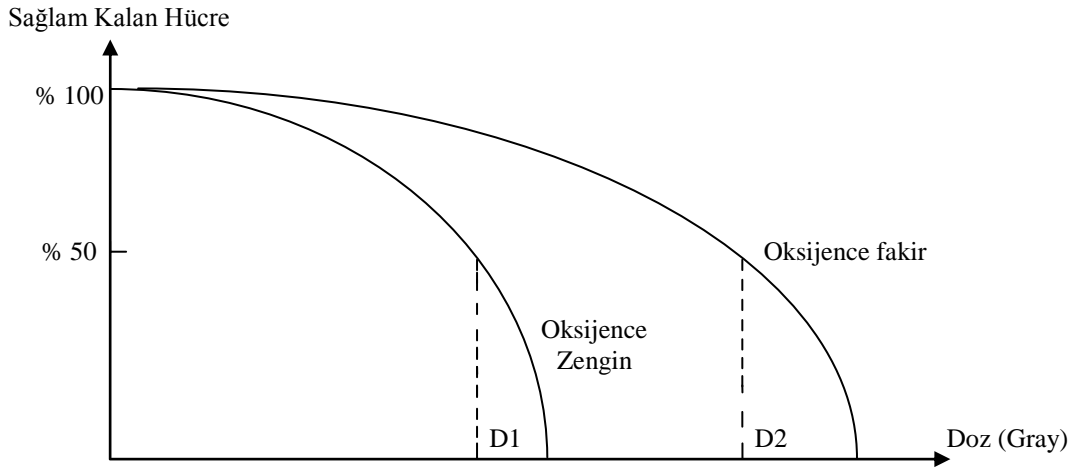 Sağlam Kalan Hücre
% 100
% 50
Oksijence fakir
Oksijence
Zengin
D1
D2
Doz (Gray)